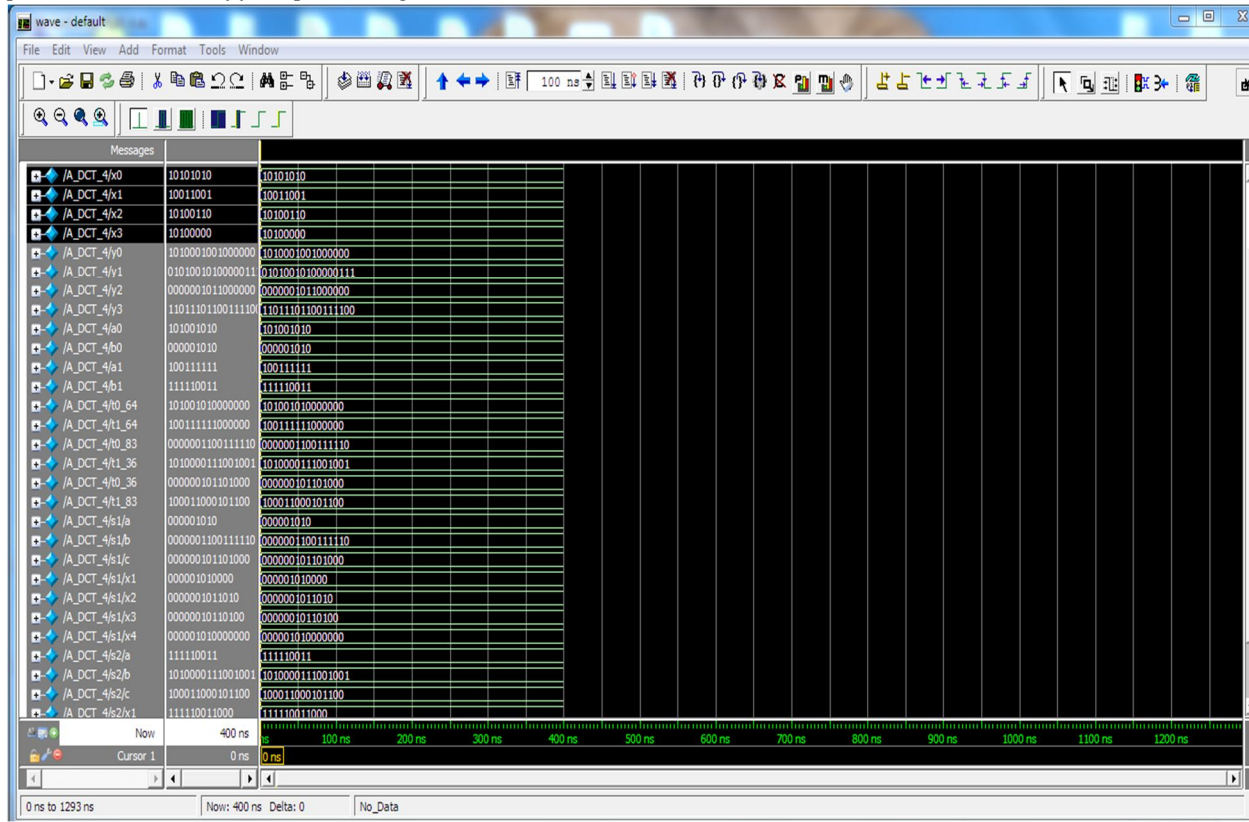 wave - default
File Edit View Add Format Tools Window
100 ns
Messages
/A_DCT_4/x0 10101010 10101010
/A_DCT_4/x1 10011001 10011001
/A_DCT_4/x2 10100110 10100110
/A_DCT_4/x3 10100000 10100000
/A_DCT_4/y0 1010001001000000 1010001001000000
/A_DCT_4/y1 0101001010000011 01010010100000111
/A_DCT_4/y2 0000001011000000 0000001011000000
/A_DCT_4/y3 1101110110011110 11011101100111100
/A_DCT_4/a0 101001010 101001010
/A_DCT_4/b0 000001010 000001010
/A_DCT_4/a1 100111111 100111111
/A_DCT_4/b1 111110011 111110011
/A_DCT_4/t0_64 101001010000000 101001010000000
/A_DCT_4/t1_64 100111111000000 100111111000000
/A_DCT_4/t0_83 0000001100111110 0000001100111110
/A_DCT_4/t1_36 1010000111001001 1010000111001001
/A_DCT_4/t0_36 000000101101000 000000101101000
/A_DCT_4/t1_83 100011000101100 100011000101100
/A_DCT_4/s1/a 000001010 000001010
/A_DCT_4/s1/b 0000001100111110 0000001100111110
/A_DCT_4/s1/c 000000101101000 000000101101000
/A_DCT_4/s1/x1 000001010000 000001010000
/A_DCT_4/s1/x2 0000001011010 0000001011010
/A_DCT_4/s1/x3 00000010110100 00000010110100
/A_DCT_4/s1/x4 000001010000000 000001010000000
/A_DCT_4/s2/a 111110011 111110011
/A_DCT_4/s2/b 1010000111001001 1010000111001001
/A_DCT_4/s2/c 100011000101100 100011000101100
/A_DCT_4/s2/x1 111110011000 111110011000
Now 400 ns ns 100 ns 200 ns 300 ns 400 ns 500 ns 600 ns 700 ns 800 ns 900 ns 1000 ns 1100 ns 1200 ns
Cursor 1 0 ns 0 ns
0 ns to 1293 ns Now: 400 ns Delta: 0 No_Data